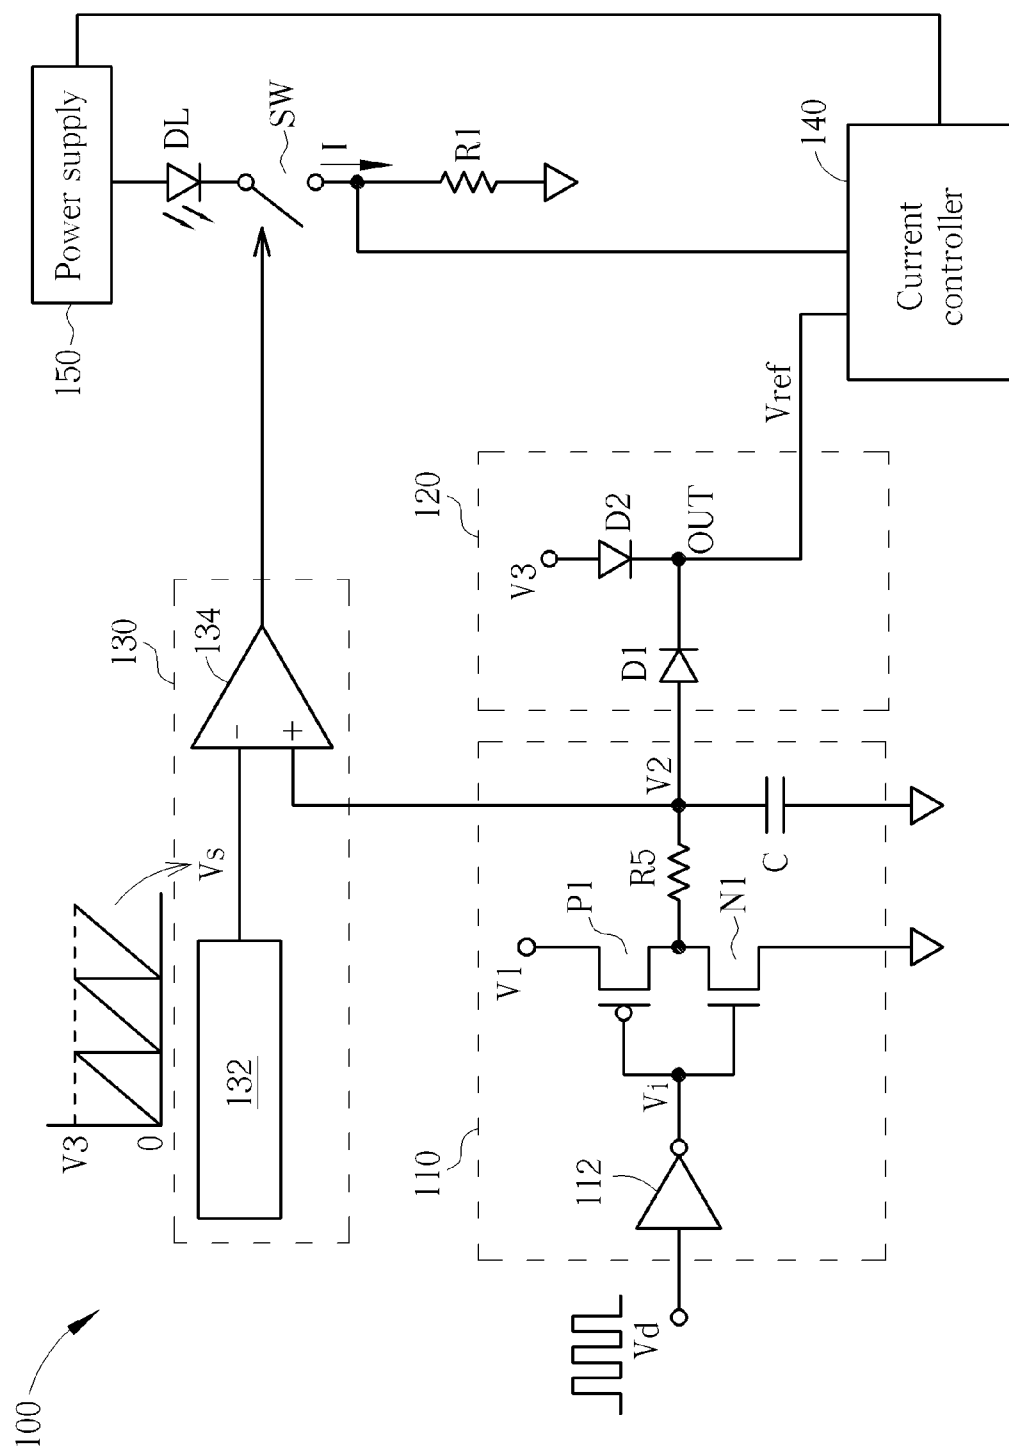 100
V3
0
Vs
132
130
134
-
+
Vd
112
110
Vi
V1
P1
N1
R5
C
V2
D1
V3
D2
OUT
120
Vref
150
Power supply
DL
SW
I
R1
140
Current
controller